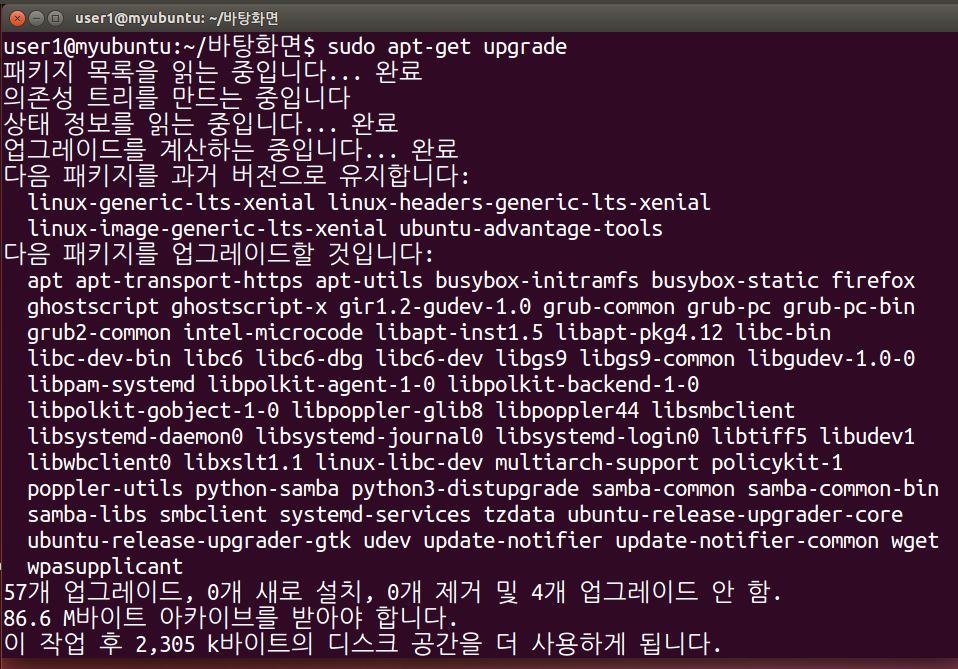 user1@myubuntu: ~/바탕화면
user1@myubuntu:~/바탕화면$ sudo apt-get upgrade
패키지 목록을 읽는 중입니다... 완료
의존성 트리를 만드는 중입니다
상태 정보를 읽는 중입니다... 완료
업그레이드를 계산하는 중입니다... 완료
다음 패키지를 과거 버전으로 유지합니다:
linux-generic-lts-xenial linux-headers-generic-lts-xenial
linux-image-generic-lts-xenial ubuntu-advantage-tools
다음 패키지를 업그레이드할 것입니다:
apt apt-transport-https apt-utils busybox-initramfs busybox-static firefox
ghostscript ghostscript-x gir1.2-gudev-1.0 grub-common grub-pc grub-pc-bin
grub2-common intel-microcode libapt-inst1.5 libapt-pkg4.12 libc-bin
libc-dev-bin libc6 libc6-dbg libc6-dev libgs9 libgs9-common libgudev-1.0-0
libpam-systemd libpolkit-agent-1-0 libpolkit-backend-1-0
libpolkit-gobject-1-0 libpoppler-glib8 libpoppler44 libsmbclient
libsystemd-daemon0 libsystemd-journal0 libsystemd-login0 libtiff5 libudev1
libwbclient0 libxslt1.1 linux-libc-dev multiarch-support policykit-1
poppler-utils python-samba python3-distupgrade samba-common samba-common-bin
samba-libs smbclient systemd-services tzdata ubuntu-release-upgrader-core
ubuntu-release-upgrader-gtk udev update-notifier update-notifier-common wget
wpasupplicant
57개 업그레이드, 0개 새로 설치, 0개 제거 및 4개 업그레이드 안 함.
86.6 M바이트 아카이브를 받아야 합니다.
이 작업 후 2,305 k바이트의 디스크 공간을 더 사용하게 됩니다.